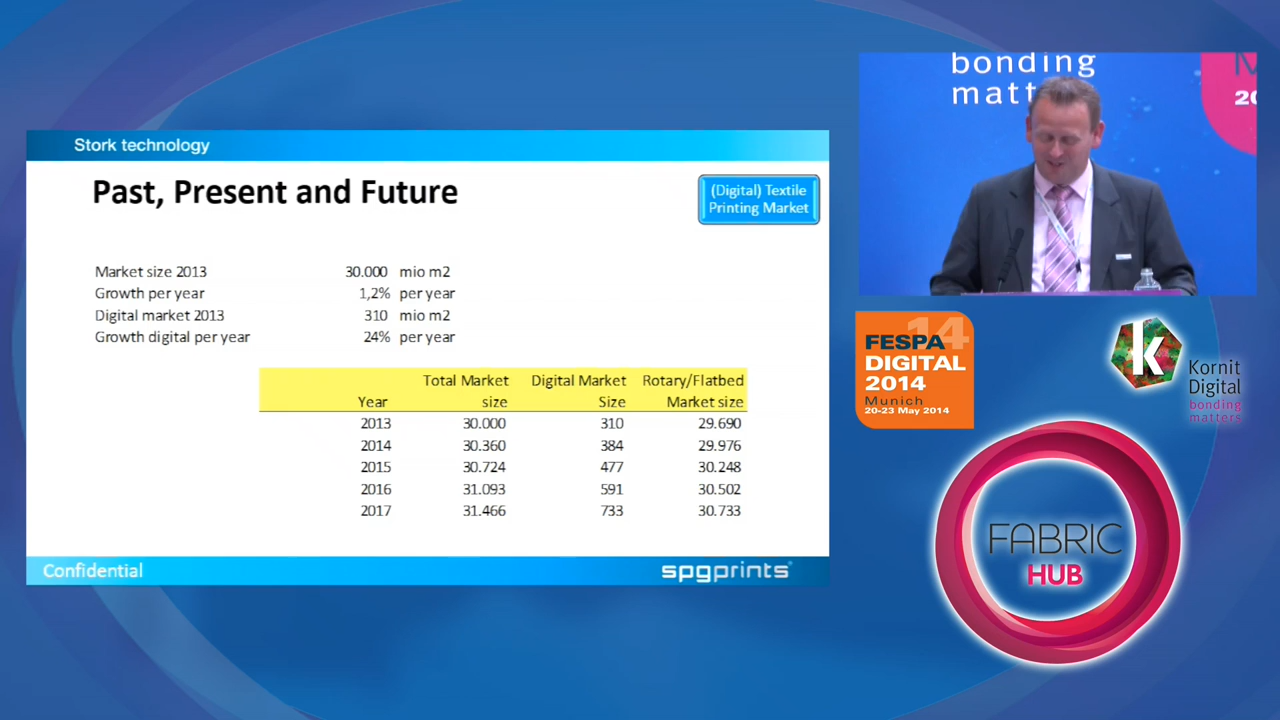 Stork technology
Past, Present and Future
(Digital) Textile
Printing Market
Market size 2013 30.000 mio m2
Growth per year 1,2% per year
Digital market 2013 310 mio m2
Growth digital per year 24% per year
Total Market Digital Market Rotary/Flatbed
Year size Size Market size
2013 30.000 310 29.690
2014 30.360 384 29.976
2015 30.724 477 30.248
2016 31.093 591 30.502
2017 31.466 733 30.733
Confidential
spgprints®
bonding
matt
M
20
14
FESPA
DIGITAL
2014
Munich
20-23 May 2014
k
Kornit
Digital
bonding
matters
FABRIC
HUB